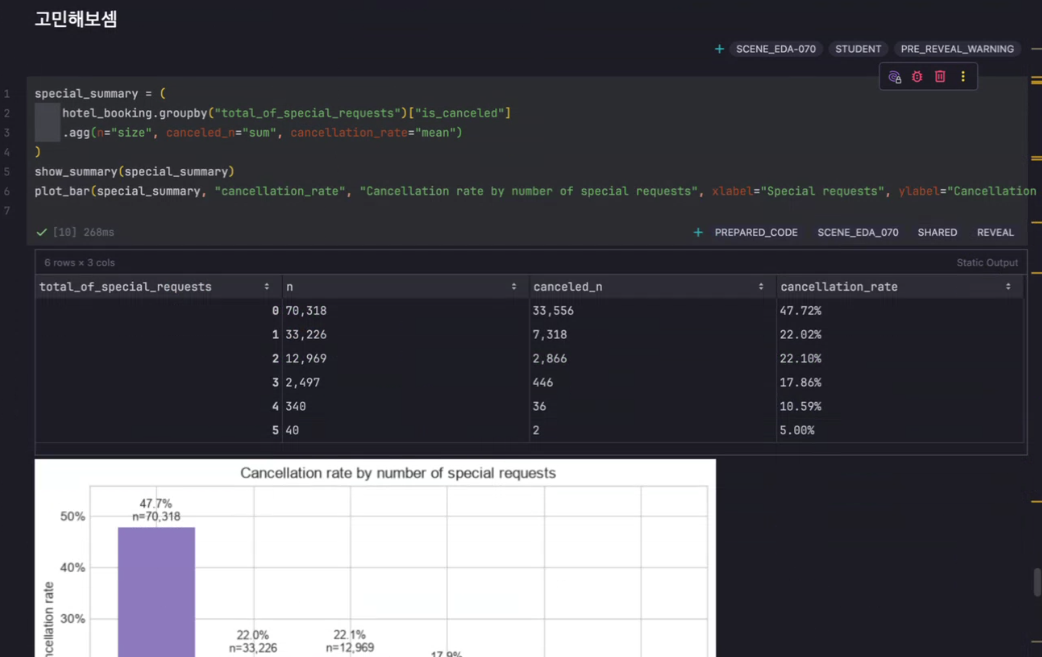 고민해보셈
+ SCENE_EDA-070 STUDENT PRE_REVEAL_WARNING
1 special_summary = (
2 hotel_booking.groupby("total_of_special_requests")["is_canceled"]
3 .agg(n="size", canceled_n="sum", cancellation_rate="mean")
4 )
5 show_summary(special_summary)
6 plot_bar(special_summary, "cancellation_rate", "Cancellation rate by number of special requests", xlabel="Special requests", ylabel="Cancellation
7
[10] 268ms + PREPARED_CODE SCENE_EDA_070 SHARED REVEAL
6 rows × 3 cols Static Output
total_of_special_requests n canceled_n cancellation_rate
0 70,318 33,556 47.72%
1 33,226 7,318 22.02%
2 12,969 2,866 22.10%
3 2,497 446 17.86%
4 340 36 10.59%
5 40 2 5.00%
Cancellation rate by number of special requests
47.7%
n=70,318
50%
40%
30%
22.0% 22.1%
n=33,226 n=12,969
17.9%
ncellation rate